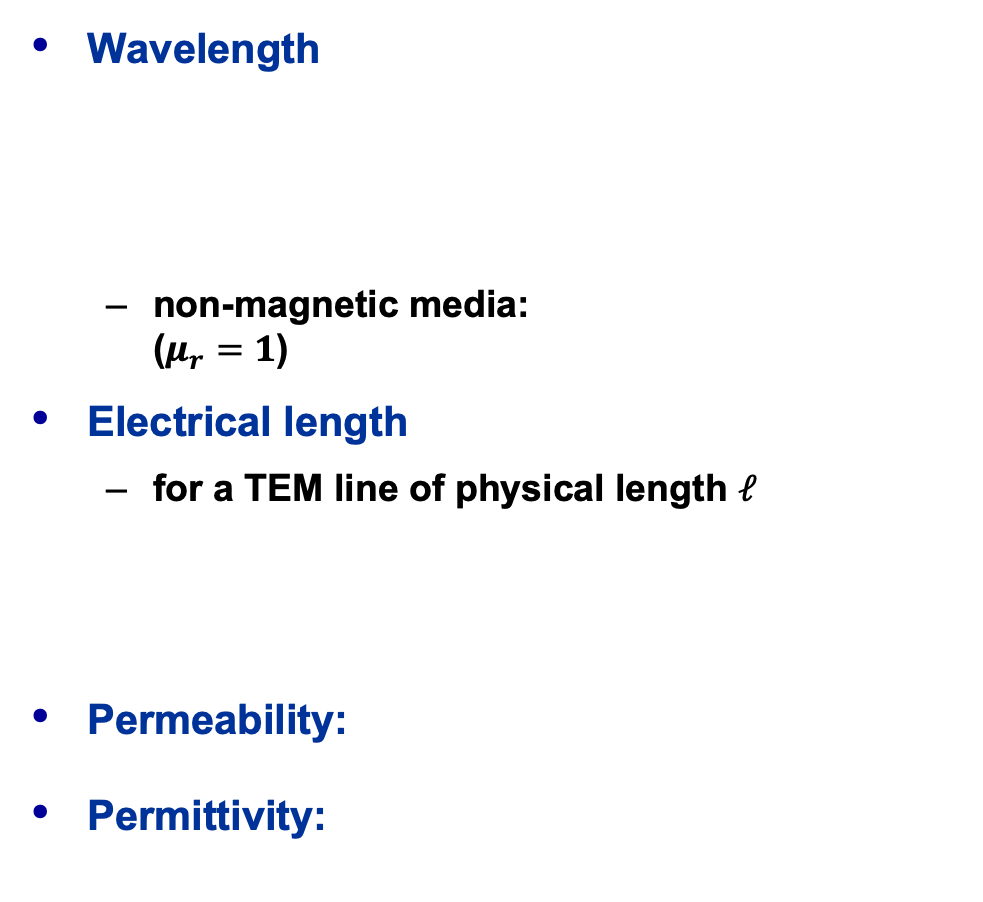 • Wavelength
– non-magnetic media:
(μᵣ = 1)
• Electrical length
– for a TEM line of physical length ℓ
• Permeability:
• Permittivity: